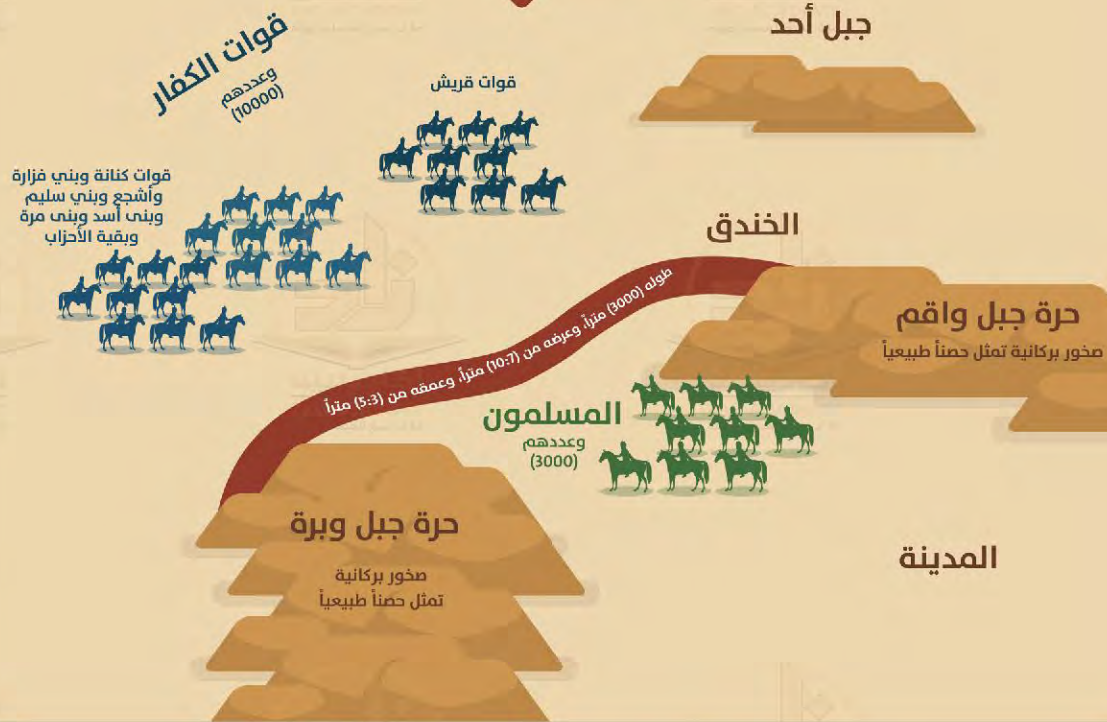 جبل أحد
قوات الكفار
وعددهم
(10000)
قوات قريش
قوات كنانة وبني فزارة
وأشجع وبني سليم
وبنى أسد وبنى مرة
وبقية الأحزاب
الخندق
طوله (3000) متراً، وعرضه من (10:7) متراً، وعمقه من (5:3) متراً
حرة جبل واقم
صخور بركانية تمثل حصناً طبيعياً
المسلمون
وعددهم
(3000)
حرة جبل وبرة
صخور بركانية
تمثل حصناً طبيعياً
المدينة